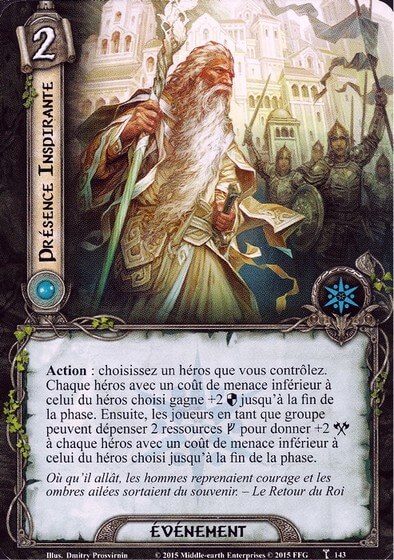 2
PRÉSENCE INSPIRANTE
Action : choisissez un héros que vous contrôlez.
Chaque héros avec un coût de menace inférieur à
celui du héros choisi gagne +2 jusqu'à la fin de
la phase. Ensuite, les joueurs en tant que groupe
peuvent dépenser 2 ressources pour donner +2
à chaque héros avec un coût de menace inférieur à
celui du héros choisi jusqu'à la fin de la phase.
Où qu'il allât, les hommes reprenaient courage et les
ombres ailées sortaient du souvenir. – Le Retour du Roi
ÉVÉNEMENT
Illus. Dmitry Prosvirnin © 2015 Middle-earth Enterprises © 2015 FFG 143